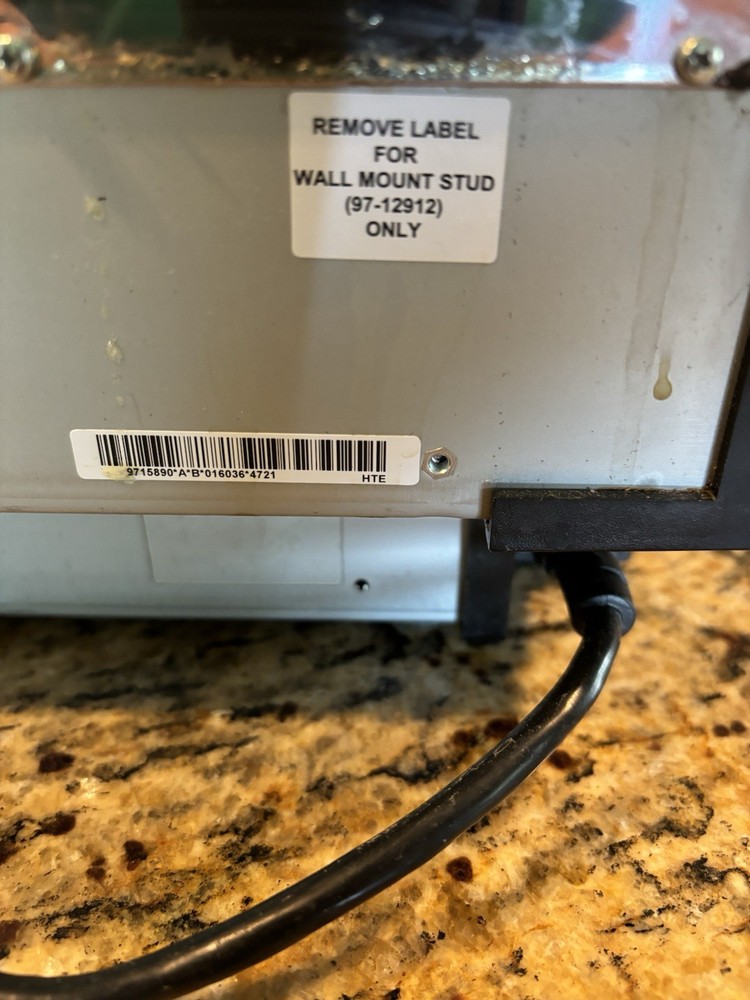 REMOVE LABEL
FOR
WALL MOUNT STUD
(97-12912)
ONLY
9715890*A*B*016036*4721
HTE